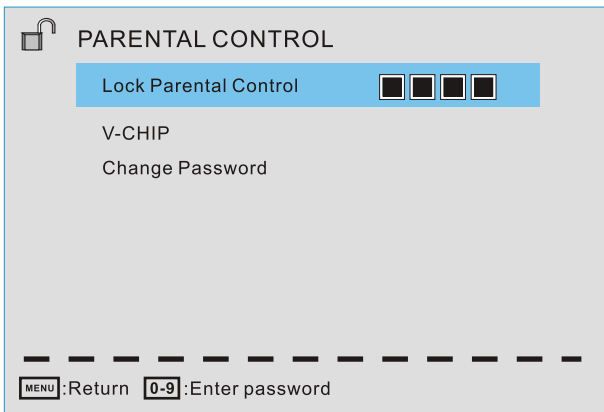 PARENTAL CONTROL
Lock Parental Control
V-CHIP
Change Password
MENU:Return 0-9:Enter password